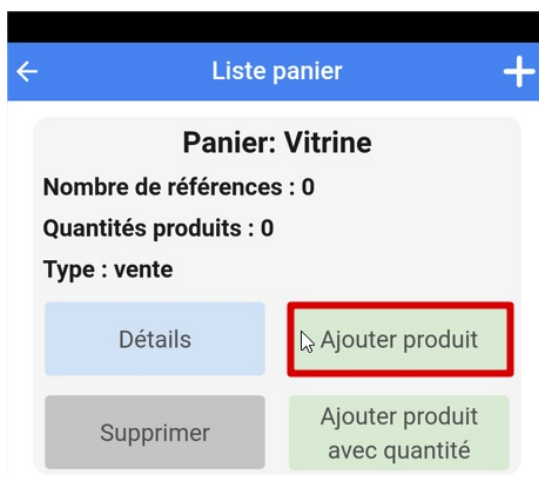 Liste panier
Panier: Vitrine
Nombre de références : 0
Quantités produits : 0
Type : vente
Détails
Ajouter produit
Supprimer
Ajouter produit
avec quantité